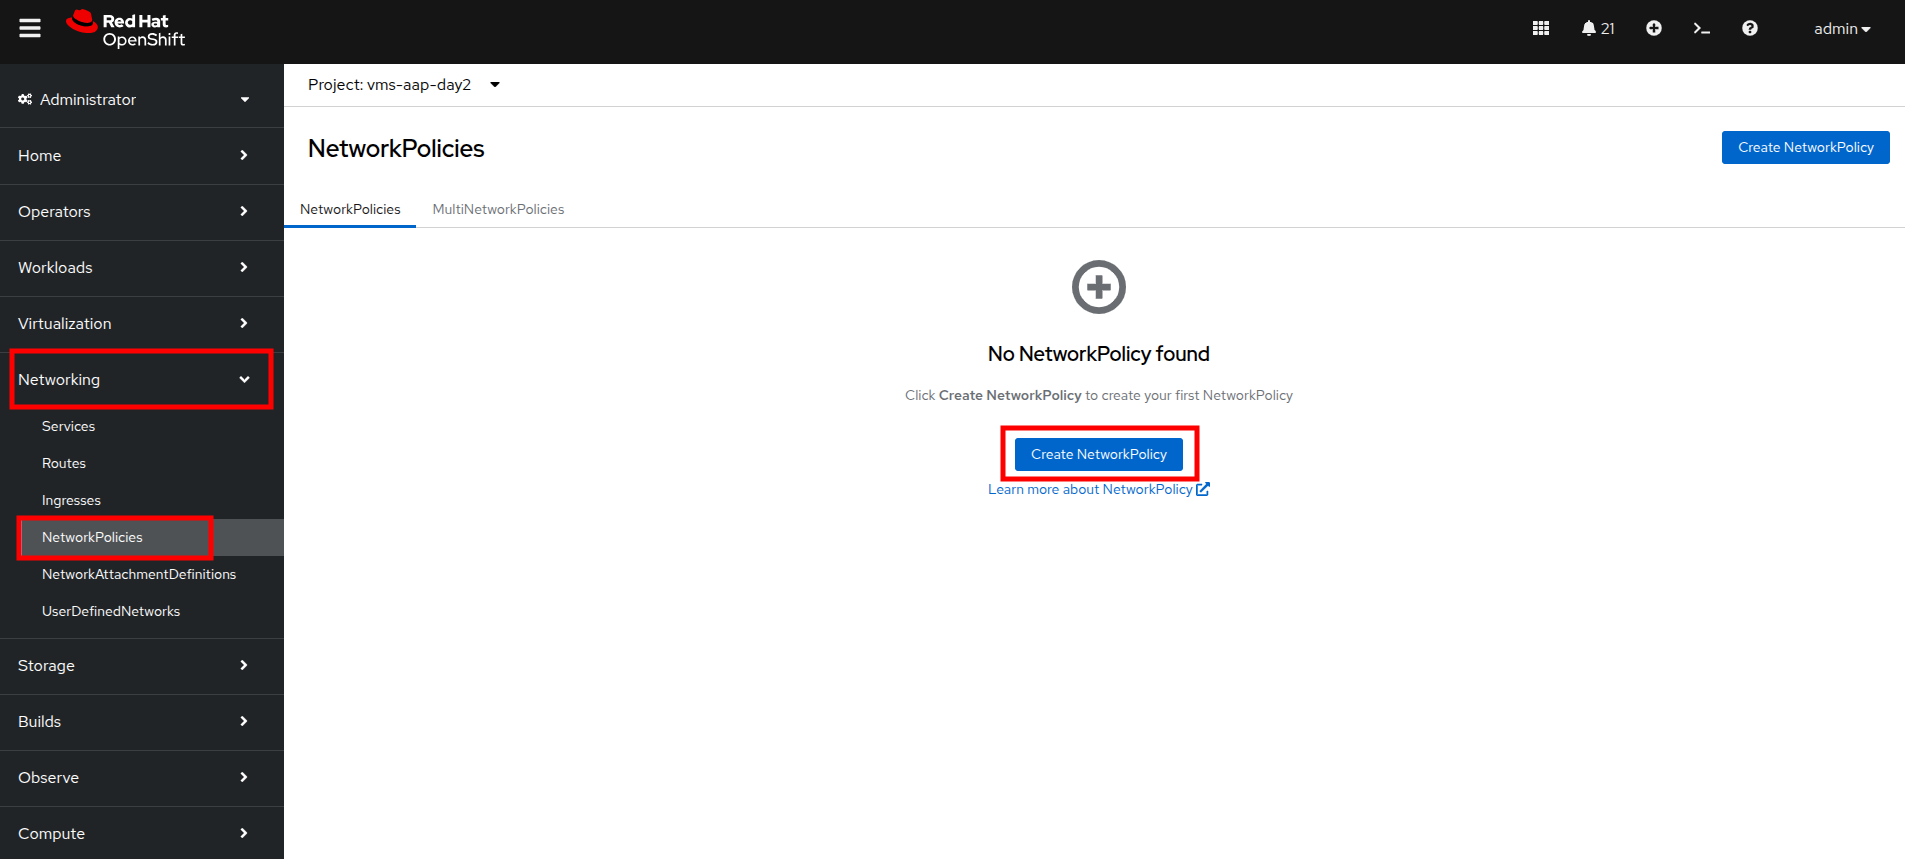 Red Hat
OpenShift
21
admin
Administrator
Home
Operators
Workloads
Virtualization
Networking
Services
Routes
Ingresses
NetworkPolicies
NetworkAttachmentDefinitions
UserDefinedNetworks
Storage
Builds
Observe
Compute
Project: vms-aap-day2
NetworkPolicies
Create NetworkPolicy
NetworkPolicies MultiNetworkPolicies
No NetworkPolicy found
Click Create NetworkPolicy to create your first NetworkPolicy
Create NetworkPolicy
Learn more about NetworkPolicy